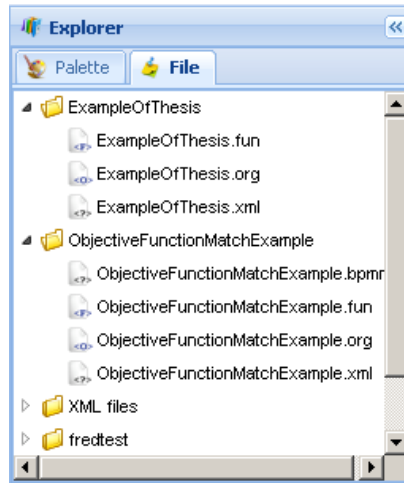 Explorer
Palette File
ExampleOfThesis
ExampleOfThesis.fun
ExampleOfThesis.org
ExampleOfThesis.xml
ObjectiveFunctionMatchExample
ObjectiveFunctionMatchExample.bpmn
ObjectiveFunctionMatchExample.fun
ObjectiveFunctionMatchExample.org
ObjectiveFunctionMatchExample.xml
XML files
fredtest